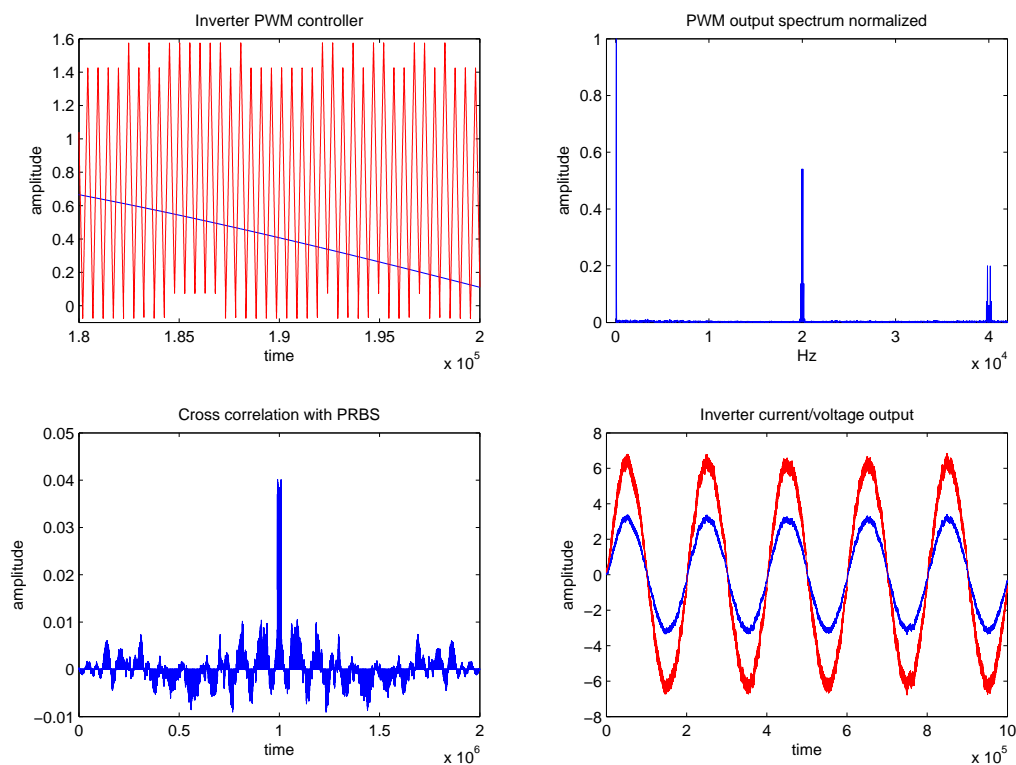 Inverter PWM controller
1.6
1.4
1.2
1
0.8
0.6
0.4
0.2
0
amplitude
1.8 1.85 1.9 1.95 2
time
x 10^5
PWM output spectrum normalized
1
0.8
0.6
0.4
0.2
0
amplitude
0 1 2 3 4
Hz
x 10^4
Cross correlation with PRBS
0.05
0.04
0.03
0.02
0.01
0
−0.01
amplitude
0 0.5 1 1.5 2
time
x 10^6
Inverter current/voltage output
8
6
4
2
0
−2
−4
−6
−8
amplitude
0 2 4 6 8 10
time
x 10^5